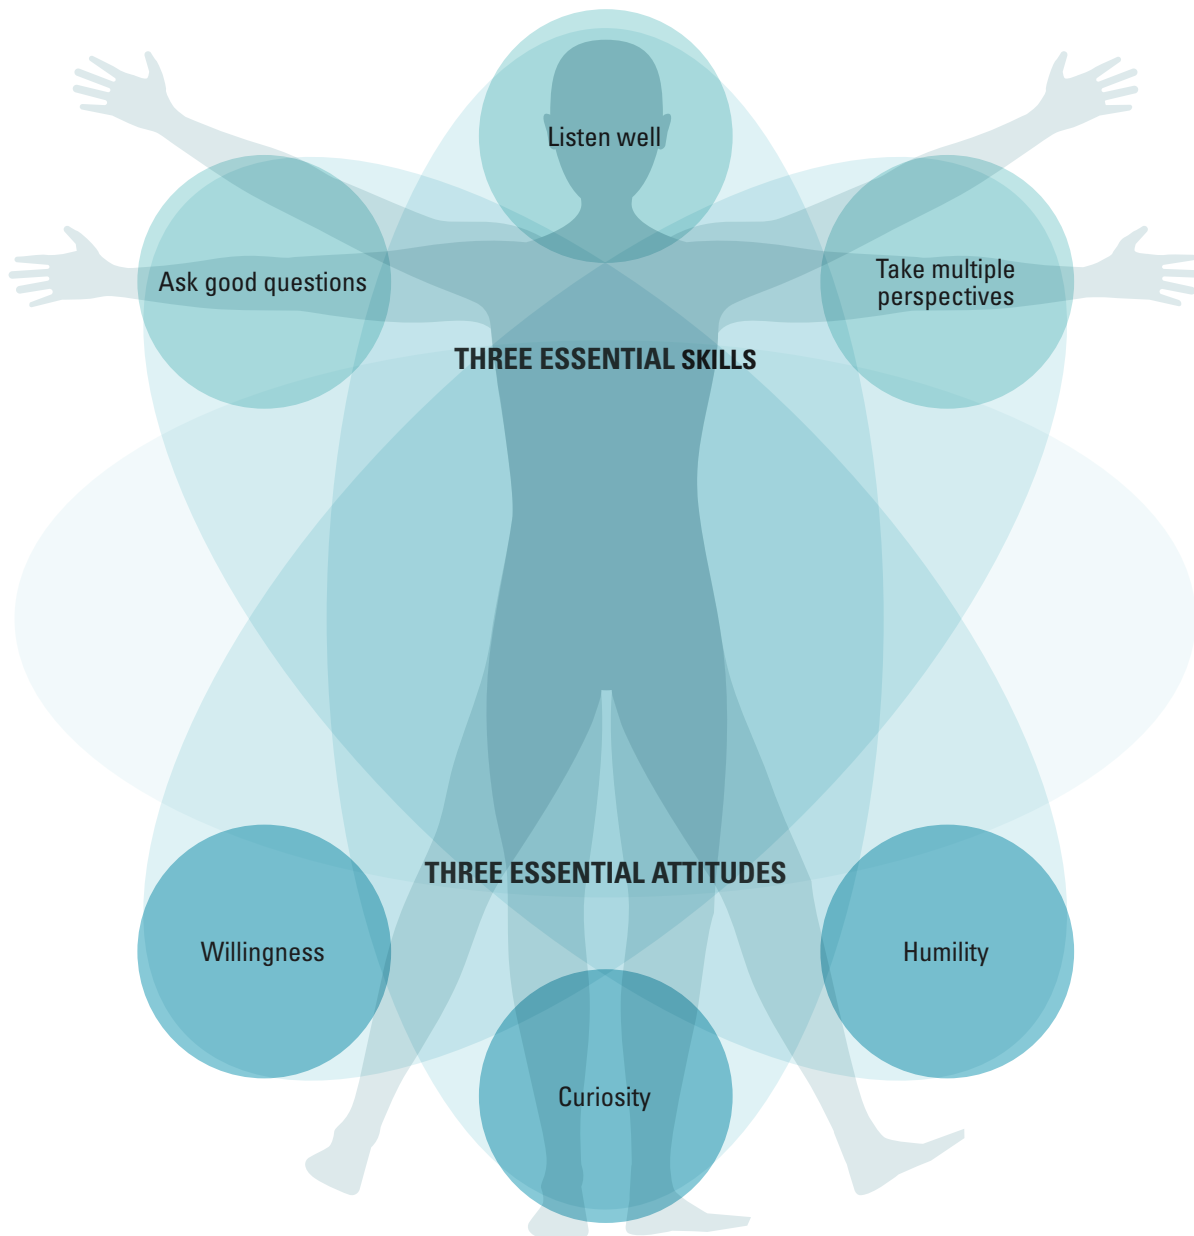 Listen well
Ask good questions
Take multiple
perspectives
THREE ESSENTIAL SKILLS
THREE ESSENTIAL ATTITUDES
Willingness
Humility
Curiosity